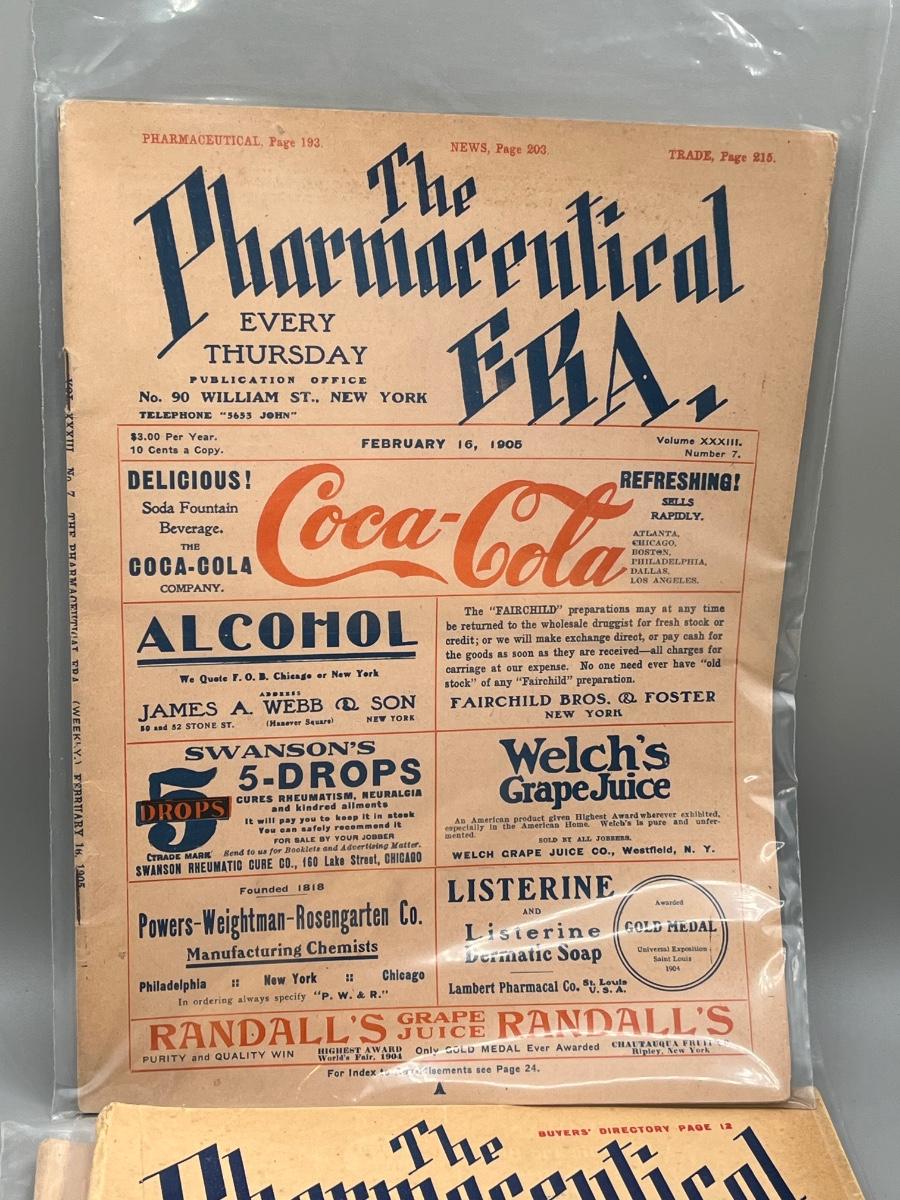 PHARMACEUTICAL, Page 193.
NEWS, Page 203.
TRADE, Page 215.
The
Pharmaceutical
ERA.
EVERY
THURSDAY
PUBLICATION OFFICE
No. 90 WILLIAM ST., NEW YORK
TELEPHONE "5653 JOHN"
$3.00 Per Year.
10 Cents a Copy.
FEBRUARY 16, 1905
Volume XXXIII.
Number 7.
DELICIOUS!
Soda Fountain
Beverage.
THE
COCA-COLA
COMPANY.
Coca-Cola
REFRESHING!
SELLS
RAPIDLY.
ATLANTA,
CHICAGO,
BOSTON,
PHILADELPHIA,
DALLAS,
LOS ANGELES.
ALCOHOL
We Quote F. O. B. Chicago or New York
ADDRESS
JAMES A. WEBB & SON
50 and 52 STONE ST. (Hanover Square) NEW YORK
The "FAIRCHILD" preparations may at any time
be returned to the wholesale druggist for fresh stock or
credit; or we will make exchange direct, or pay cash for
the goods as soon as they are received—all charges for
carriage at our expense. No one need ever have "old
stock" of any "Fairchild" preparation.
FAIRCHILD BROS. & FOSTER
NEW YORK
SWANSON'S
5 DROPS
5-DROPS
CURES RHEUMATISM, NEURALGIA
and kindred ailments
It will pay you to keep it in stock
You can safely recommend it
FOR SALE BY YOUR JOBBER
(TRADE MARK) Send to us for Booklets and Advertising Matter.
SWANSON RHEUMATIC CURE CO., 160 Lake Street, CHICAGO
Welch's
Grape Juice
An American product given Highest Award wherever exhibited,
especially in the American Home. Welch's is pure and unfer-
mented.
SOLD BY ALL JOBBERS.
WELCH GRAPE JUICE CO., Westfield, N. Y.
Founded 1818
Powers-Weightman-Rosengarten Co.
Manufacturing Chemists
Philadelphia :: New York :: Chicago
In ordering always specify "P. W. & R."
LISTERINE
AND
Listerine
Dermatic Soap
Lambert Pharmacal Co. St. Louis
U. S. A.
Awarded
GOLD MEDAL
Universal Exposition
Saint Louis
1904
RANDALL'S GRAPE JUICE RANDALL'S
PURITY and QUALITY WIN
HIGHEST AWARD
World's Fair, 1904
Only GOLD MEDAL Ever Awarded
CHAUTAUQUA FRUIT
Ripley, New York
For Index to Advertisements see Page 24.
VOL. XXXIII No. 7 THE PHARMACEUTICAL ERA (WEEKLY.) FEBRUARY 16, 1905
BUYERS' DIRECTORY PAGE 12
The
Pharmaceutical